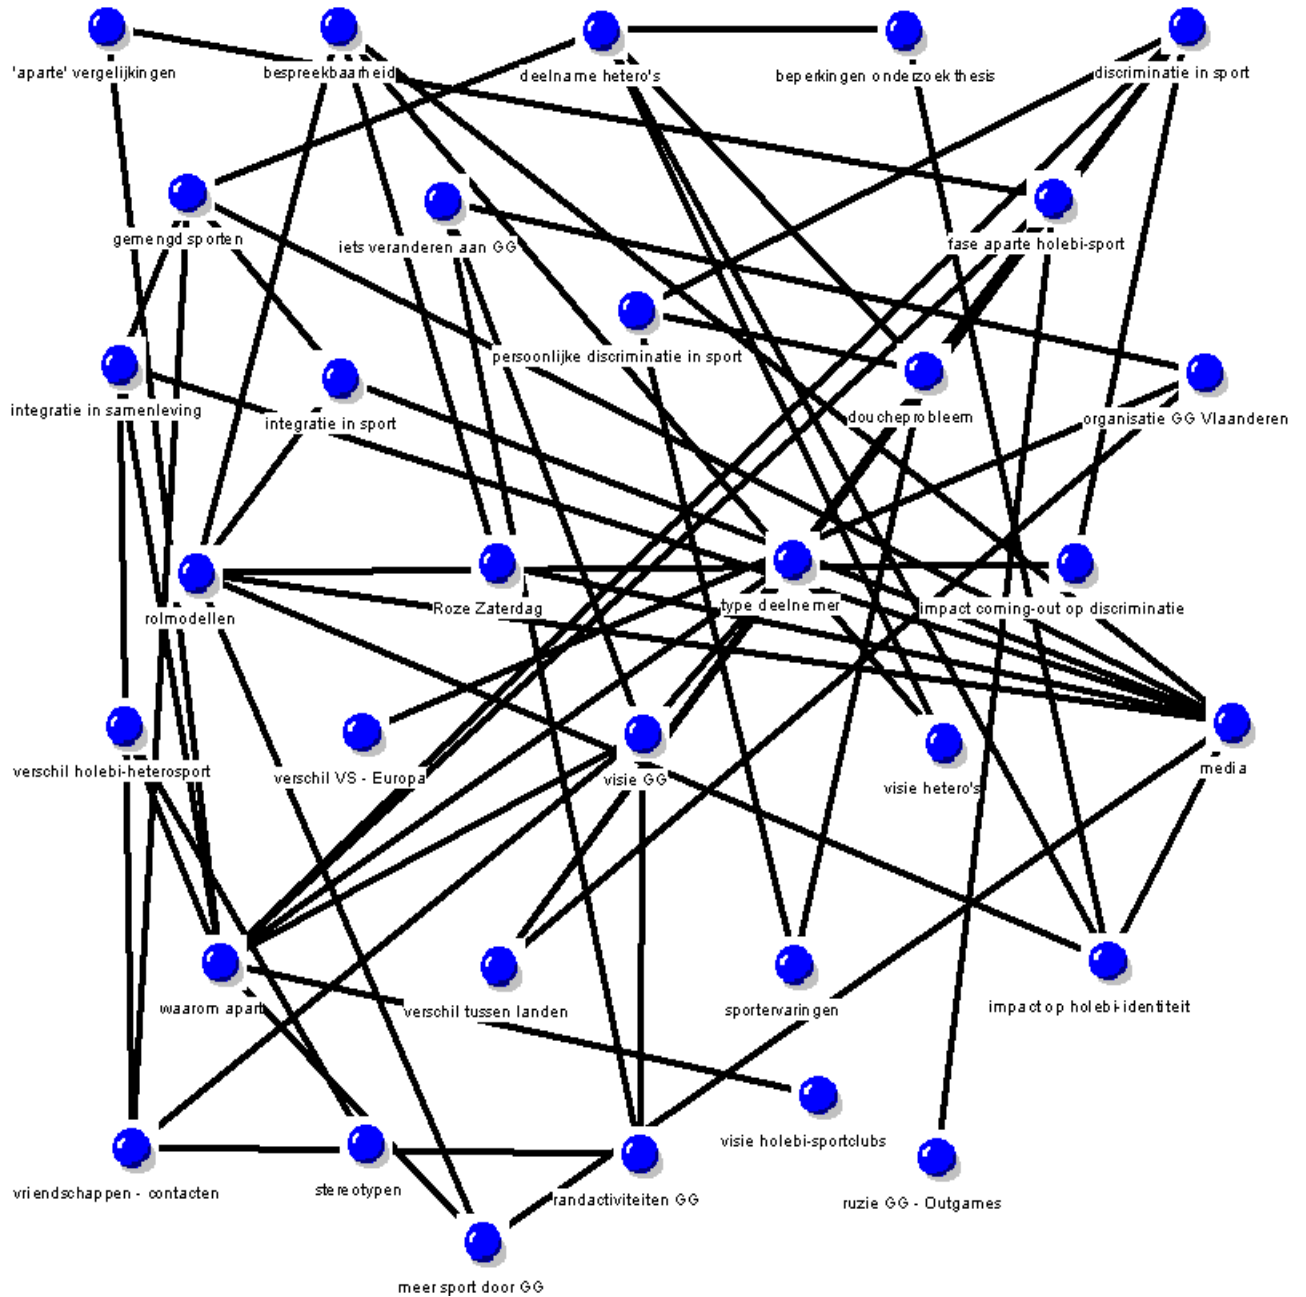 'aparte' vergelijkingen
bespreekbaarheid
deelname hetero's
beperkingen onderzoek thesis
discriminatie in sport
gemengd sporten
iets veranderen aan GG
fase aparte holebi-sport
persoonlijke discriminatie in sport
integratie in samenleving
integratie in sport
doucheprobleem
organisatie GG Vlaanderen
rolmodellen
Roze Zaterdag
type deelnemer
impact coming-out op discriminatie
verschil holebi-heterosport
verschil VS - Europa
visie GG
visie hetero's
media
waarom apart
verschil tussen landen
sportervaringen
impact op holebi-identiteit
visie holebi-sportclubs
vriendschappen - contacten
stereotypen
randactiviteiten GG
ruzie GG - Outgames
meer sport door GG